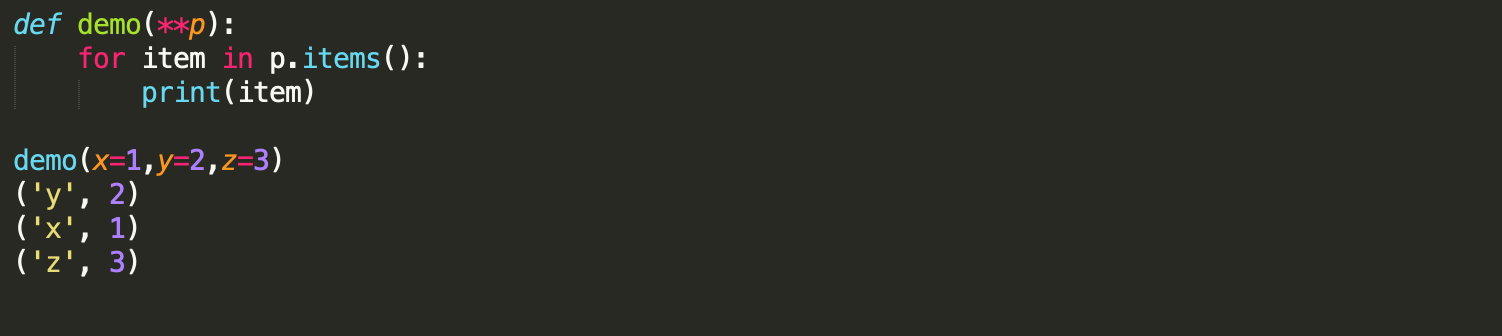 def demo(**p):
    for item in p.items():
        print(item)

demo(x=1,y=2,z=3)
('y', 2)
('x', 1)
('z', 3)